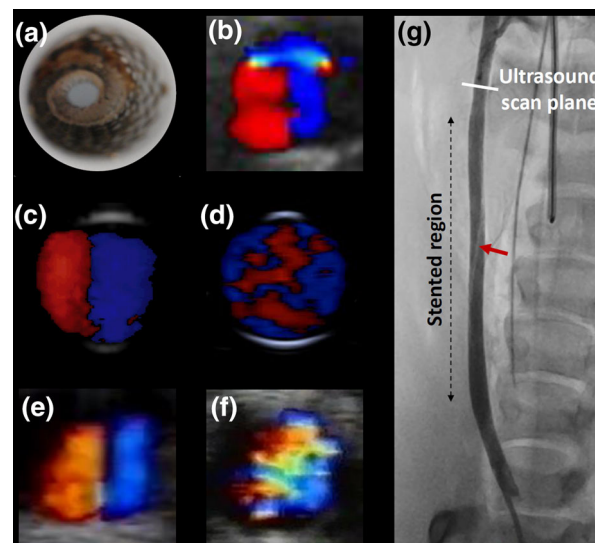 (a)
(b)
(g)
Ultrasound
scan plane
(c)
(d)
Stented region
(e)
(f)